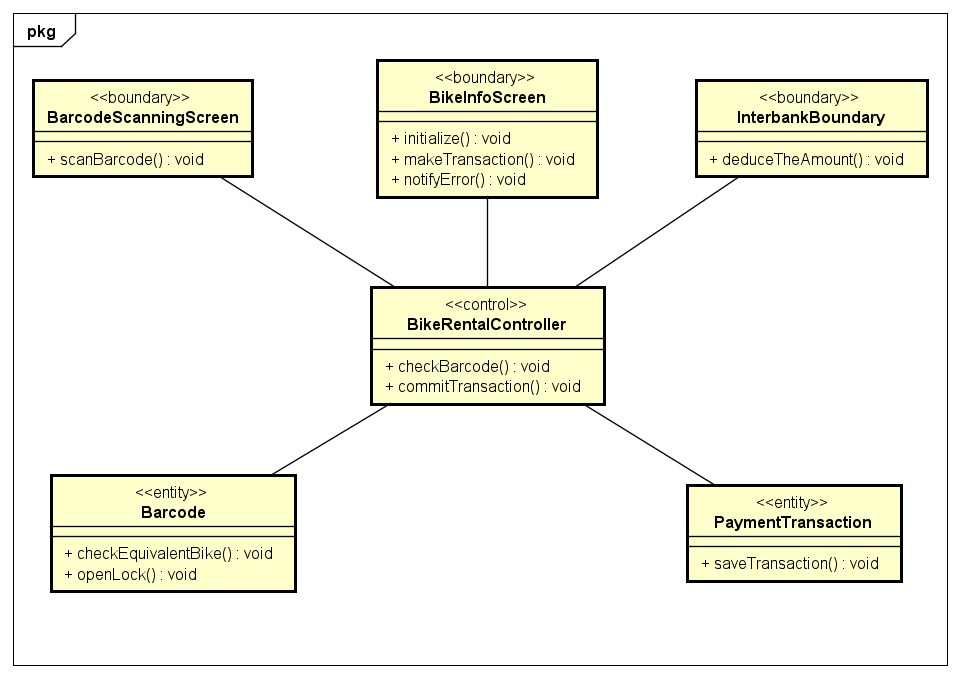 pkg
<<boundary>>
BarcodeScanningScreen
+ scanBarcode() : void
<<boundary>>
BikeInfoScreen
+ initialize() : void
+ makeTransaction() : void
+ notifyError() : void
<<boundary>>
InterbankBoundary
+ deduceTheAmount() : void
<<control>>
BikeRentalController
+ checkBarcode() : void
+ commitTransaction() : void
<<entity>>
Barcode
+ checkEquivalentBike() : void
+ openLock() : void
<<entity>>
PaymentTransaction
+ saveTransaction() : void